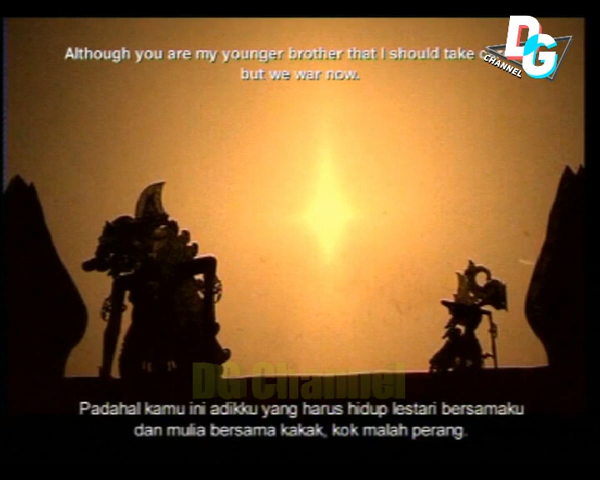 Although you are my younger brother that I should take
but we war now.
DG
CHANNEL
DG Channel
Padahal kamu ini adikku yang harus hidup lestari bersamaku
dan mulia bersama kakak, kok malah perang.